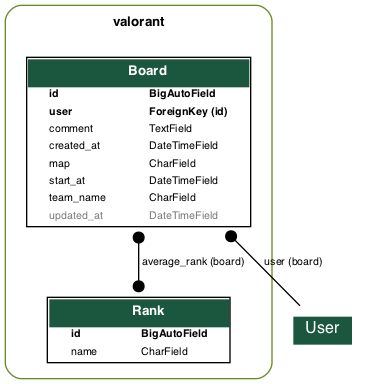 valorant
Board
id BigAutoField
user ForeignKey (id)
comment TextField
created_at DateTimeField
map CharField
start_at DateTimeField
team_name CharField
updated_at DateTimeField
average_rank (board)
user (board)
Rank
id BigAutoField
name CharField
User